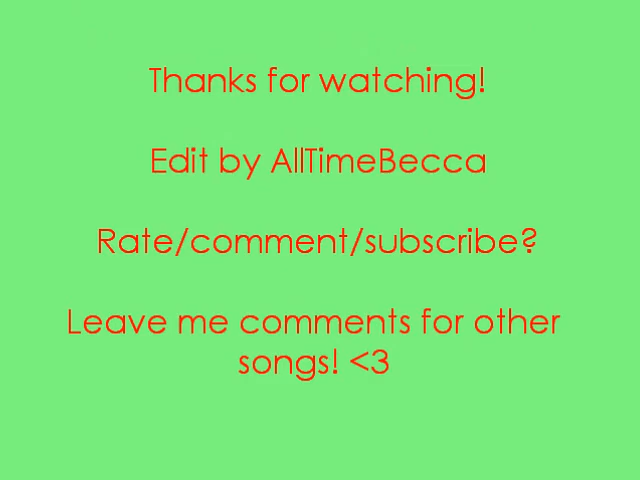 Thanks for watching!
Edit by AllTimeBecca
Rate/comment/subscribe?
Leave me comments for other
songs! <3